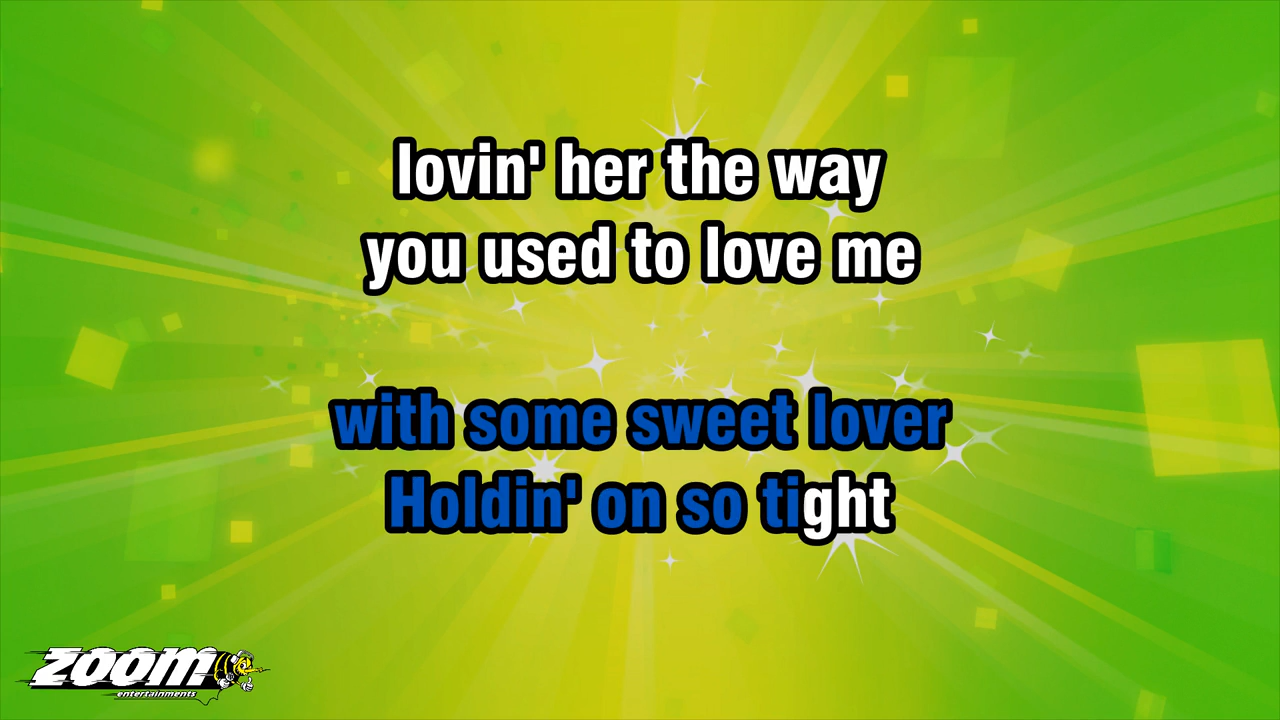 lovin' her the way
you used to love me
with some sweet lover
Holdin' on so tight
zoom
entertainments